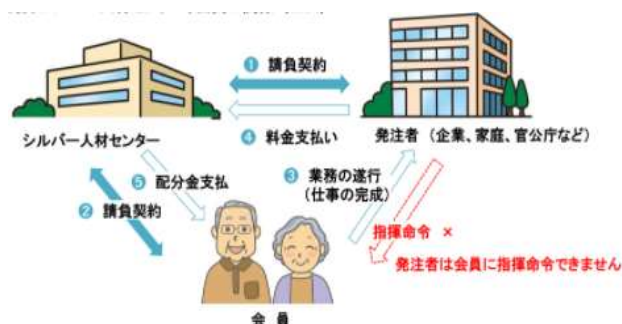 ❶ 請負契約
❹ 料金支払い
シルバー人材センター
発注者 （企業、家庭、官公庁など）
❺ 配分金支払
❸ 業務の遂行
（仕事の完成）
❷ 請負契約
指揮命令 ×
発注者は会員に指揮命令できません
会 員